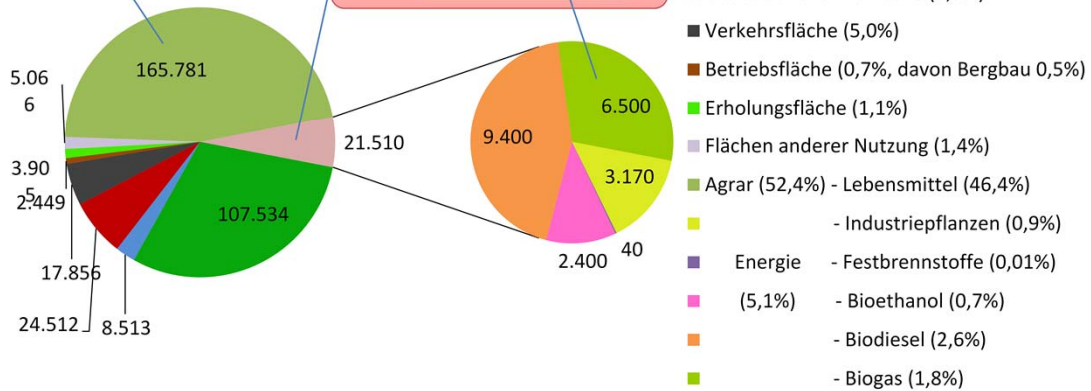 Verkehrsfläche (5,0%)
Betriebsfläche (0,7%, davon Bergbau 0,5%)
Erholungsfläche (1,1%)
Flächen anderer Nutzung (1,4%)
Agrar (52,4%) - Lebensmittel (46,4%)
- Industriepflanzen (0,9%)
Energie - Festbrennstoffe (0,01%)
(5,1%) - Bioethanol (0,7%)
- Biodiesel (2,6%)
- Biogas (1,8%)
165.781
5.06
6
3.90
5
2.449
17.856
24.512
8.513
107.534
21.510
9.400
6.500
3.170
40
2.400